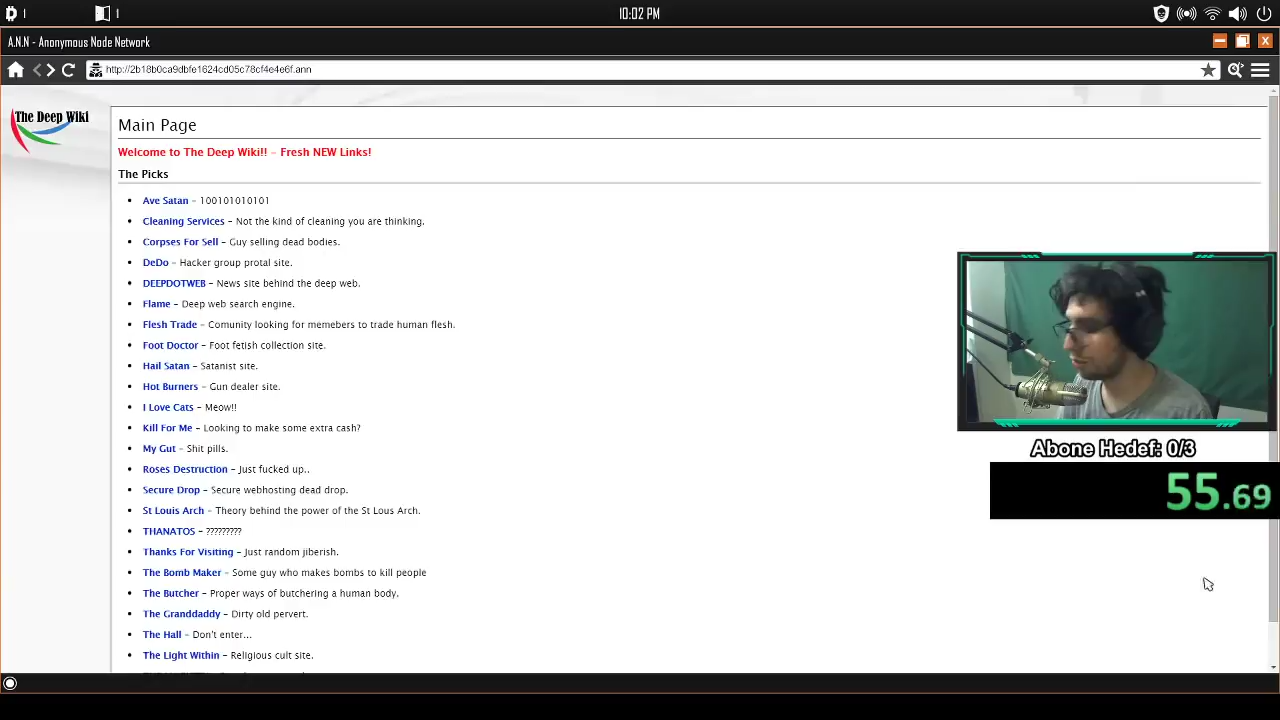 1
1
10:02 PM
A.N.N - Anonymous Node Network
http://2b18b0ca9dbfe1624cd05c78cf4e4e6f.ann
The Deep Wiki
Main Page
Welcome to The Deep Wiki!! - Fresh NEW Links!
The Picks
Ave Satan - 100101010101
Cleaning Services - Not the kind of cleaning you are thinking.
Corpses For Sell - Guy selling dead bodies.
DeDo - Hacker group protal site.
DEEPDOTWEB - News site behind the deep web.
Flame - Deep web search engine.
Flesh Trade - Comunity looking for memebers to trade human flesh.
Foot Doctor - Foot fetish collection site.
Hail Satan - Satanist site.
Hot Burners - Gun dealer site.
I Love Cats - Meow!!
Kill For Me - Looking to make some extra cash?
My Gut - Shit pills.
Roses Destruction - Just fucked up..
Secure Drop - Secure webhosting dead drop.
St Louis Arch - Theory behind the power of the St Lous Arch.
THANATOS - ?????????
Thanks For Visiting - Just random jiberish.
The Bomb Maker - Some guy who makes bombs to kill people
The Butcher - Proper ways of butchering a human body.
The Granddaddy - Dirty old pervert.
The Hall - Don't enter...
The Light Within - Religious cult site.
Abone Hedef: 0/3
55.69